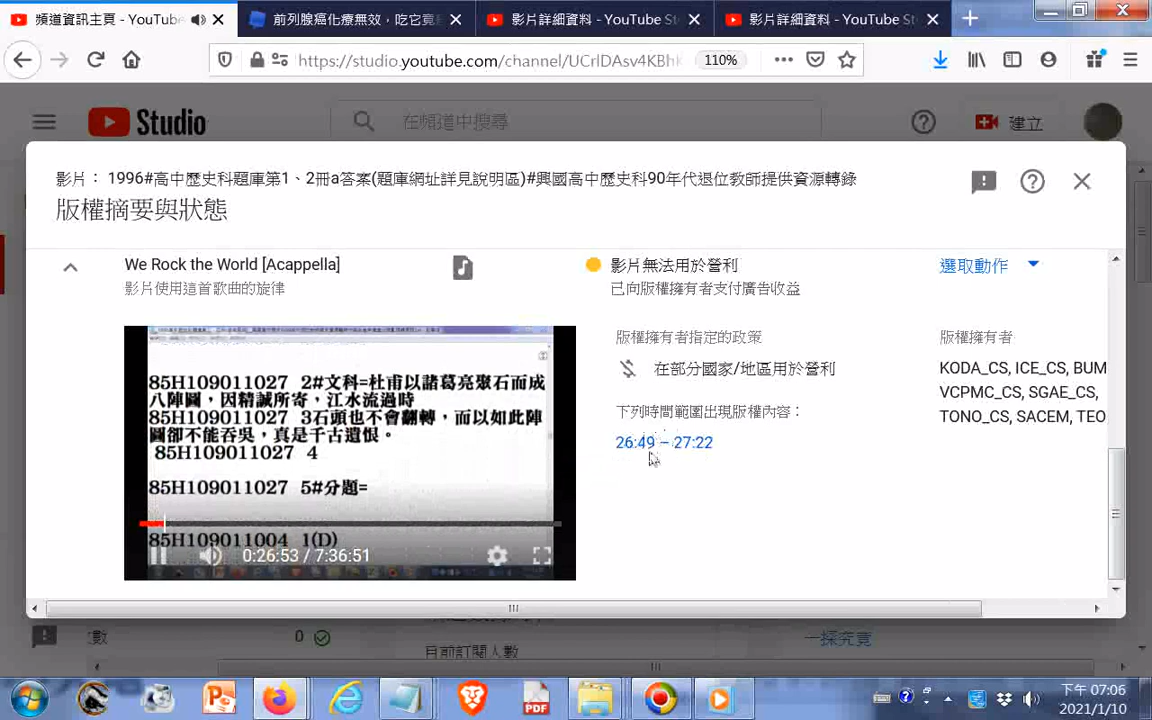 頻道資訊主頁 - YouTube
前列腺癌化療無效，吃它竟
影片詳細資料 - YouTube St
影片詳細資料 - YouTube St
https://studio.youtube.com/channel/UCrlDAsv4KBhK
110%
Studio
在頻道中搜尋
建立
影片： 1996#高中歷史科題庫第1、2冊a答案(題庫網址詳見說明區)#興國高中歷史科90年代退位教師提供資源轉錄
版權摘要與狀態
We Rock the World [Acappella]
影片使用這首歌曲的旋律
影片無法用於營利
已向版權擁有者支付廣告收益
選取動作
85H109011027 2#文科=杜甫以諸葛亮聚石而成
八陣圖，因精誠所寄，江水流過時
85H109011027 3石頭也不會翻轉，而以如此陣
圖卻不能吞吳，真是千古遺恨。
85H109011027 4
85H109011027 5#分題=
85H109011004 1(D)
0:26:53 / 7:36:51
版權擁有者指定的政策
在部分國家/地區用於營利
下列時間範圍出現版權內容：
26:49 – 27:22
版權擁有者
KODA_CS, ICE_CS, BUM
VCPMC_CS, SGAE_CS,
TONO_CS, SACEM, TEO
數
0
一探究竟
目前訂閱人數
PDF
下午 07:06
2021/1/10